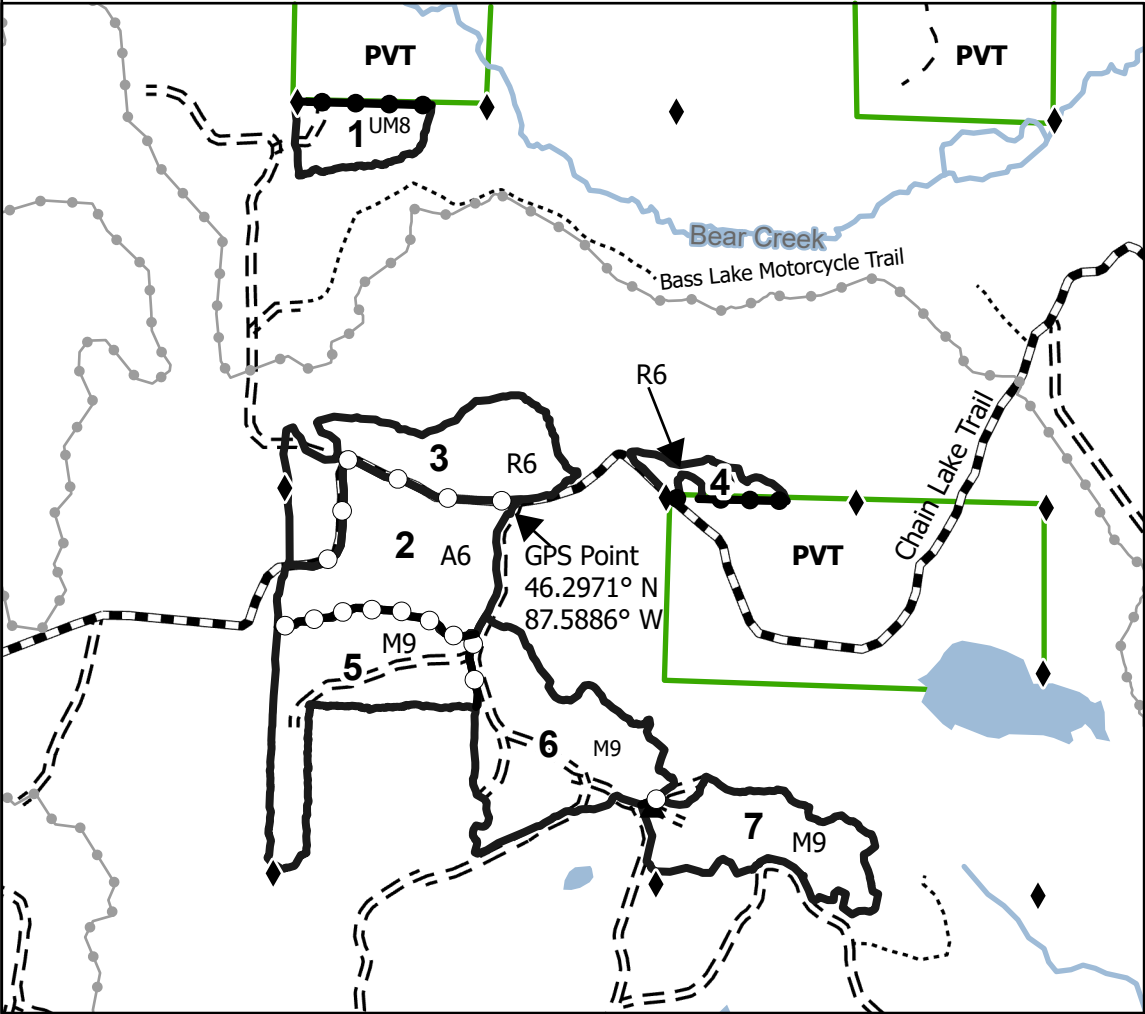 PVT
PVT
1 UM8
Bear Creek
Bass Lake Motorcycle Trail
R6
Chain Lake Trail
3 R6
4
2 A6
GPS Point
46.2971° N
87.5886° W
PVT
M9
5
6 M9
7 M9